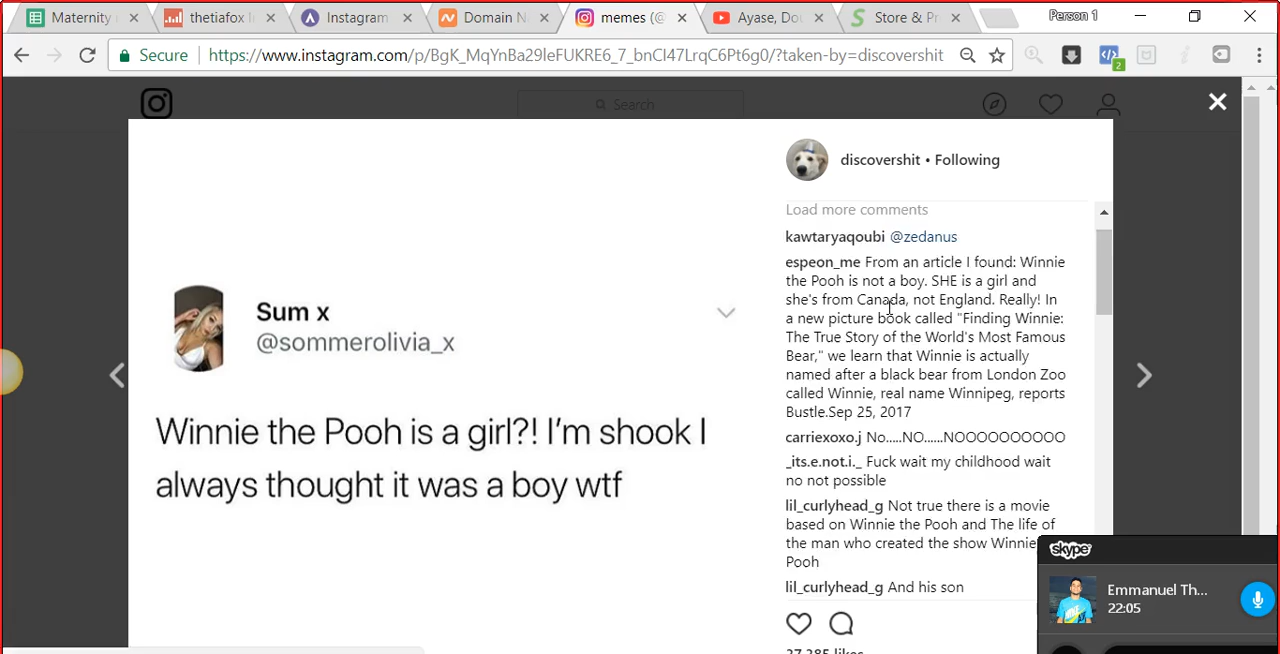 Maternity
thetiafox I
Instagram
Domain N
memes (@
Ayase, Do
Store & Pr
Person 1
Secure
https://www.instagram.com/p/BgK_MqYnBa29leFUKRE6_7_bnCI47LrqC6Pt6g0/?taken-by=discovershit
2
Search
discovershit • Following
Load more comments
kawtaryaqoubi @zedanus
espeon_me From an article I found: Winnie
the Pooh is not a boy. SHE is a girl and
she's from Canada, not England. Really! In
a new picture book called "Finding Winnie:
The True Story of the World's Most Famous
Bear," we learn that Winnie is actually
named after a black bear from London Zoo
called Winnie, real name Winnipeg, reports
Bustle.Sep 25, 2017
carriexoxo.j No.....NO......NOOOOOOOOOO
_its.e.not.i._ Fuck wait my childhood wait
no not possible
lil_curlyhead_g Not true there is a movie
based on Winnie the Pooh and The life of
the man who created the show Winnie
Pooh
lil_curlyhead_g And his son
Sum x
@sommerolivia_x
Winnie the Pooh is a girl?! I'm shook I
always thought it was a boy wtf
skype
Emmanuel Th...
22:05